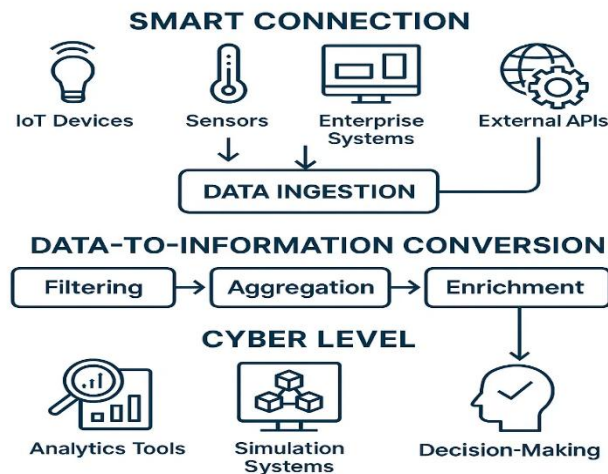 SMART CONNECTION
IoT Devices
Sensors
Enterprise
Systems
External APIs
DATA INGESTION
DATA-TO-INFORMATION CONVERSION
Filtering
Aggregation
Enrichment
CYBER LEVEL
Analytics Tools
Simulation
Systems
Decision-Making